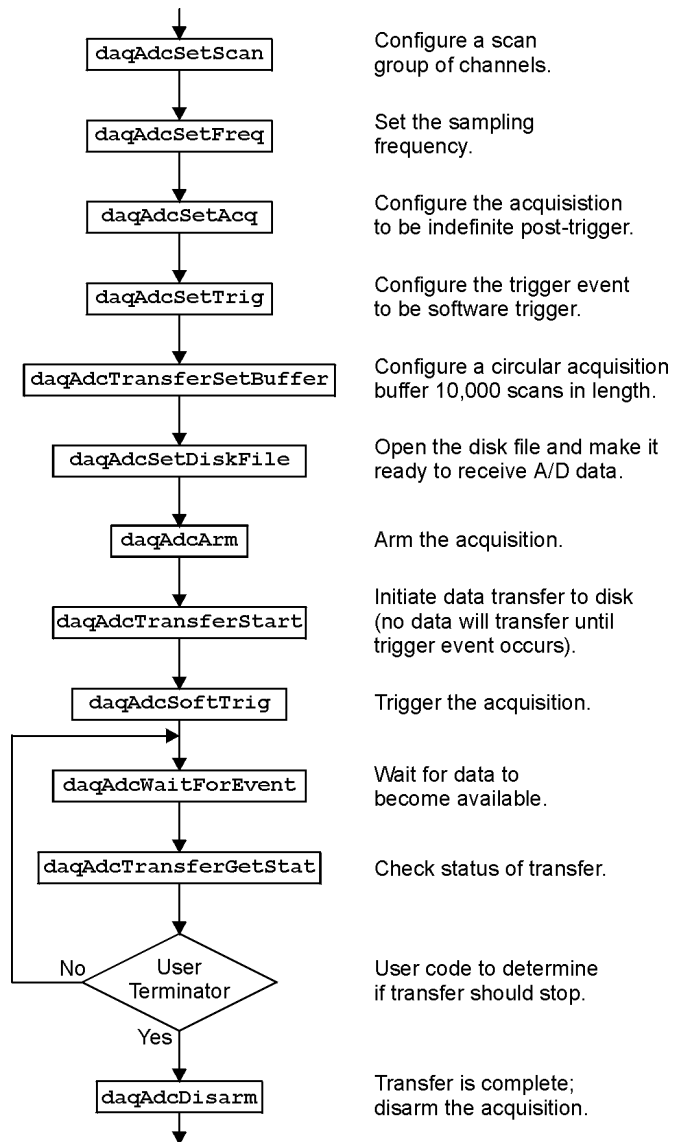 daqAdcSetScan
Configure a scan
group of channels.
daqAdcSetFreq
Set the sampling
frequency.
daqAdcSetAcq
Configure the acquisistion
to be indefinite post-trigger.
daqAdcSetTrig
Configure the trigger event
to be software trigger.
daqAdcTransferSetBuffer
Configure a circular acquisition
buffer 10,000 scans in length.
daqAdcSetDiskFile
Open the disk file and make it
ready to receive A/D data.
daqAdcArm
Arm the acquisition.
daqAdcTransferStart
Initiate data transfer to disk
(no data will transfer until
trigger event occurs).
daqAdcSoftTrig
Trigger the acquisition.
daqAdcWaitForEvent
Wait for data to
become available.
daqAdcTransferGetStat
Check status of transfer.
No
User
Terminator
User code to determine
if transfer should stop.
Yes
daqAdcDisarm
Transfer is complete;
disarm the acquisition.